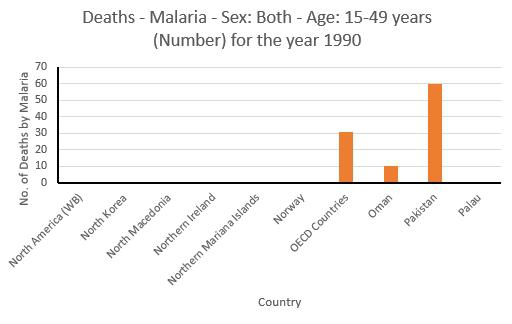 Deaths - Malaria - Sex: Both - Age: 15-49 years
(Number) for the year 1990
No. of Deaths by Malaria
70
60
50
40
30
20
10
0
North America (WB)
North Korea
North Macedonia
Northern Ireland
Northern Mariana Islands
Norway
OECD Countries
Oman
Pakistan
Palau
Country